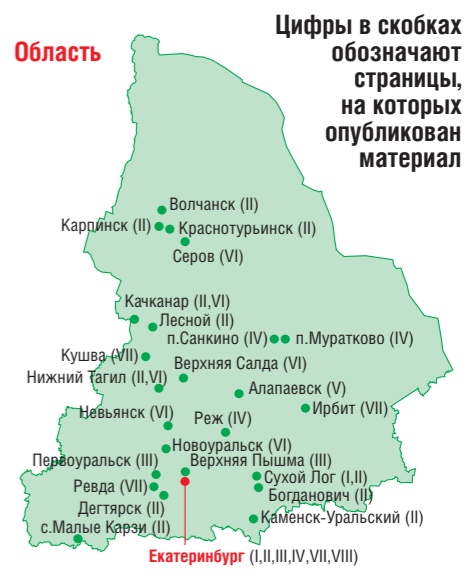 Область
Цифры в скобках
обозначают
страницы,
на которых
опубликован
материал
Волчанск (II)
Карпинск (II)
Краснотурьинск (II)
Серов (VI)
Качканар (II,VI)
Лесной (II)
п.Санкино (IV)
п.Муратково (IV)
Кушва (VII)
Верхняя Салда (VI)
Нижний Тагил (II,VI)
Алапаевск (V)
Ирбит (VII)
Невьянск (VI)
Реж (IV)
Новоуральск (VI)
Первоуральск (III)
Верхняя Пышма (III)
Сухой Лог (I,II)
Ревда (VII)
Богданович (II)
Дегтярск (II)
Каменск-Уральский (II)
с.Малые Карзи (II)
Екатеринбург (I,II,III,IV,VII,VIII)